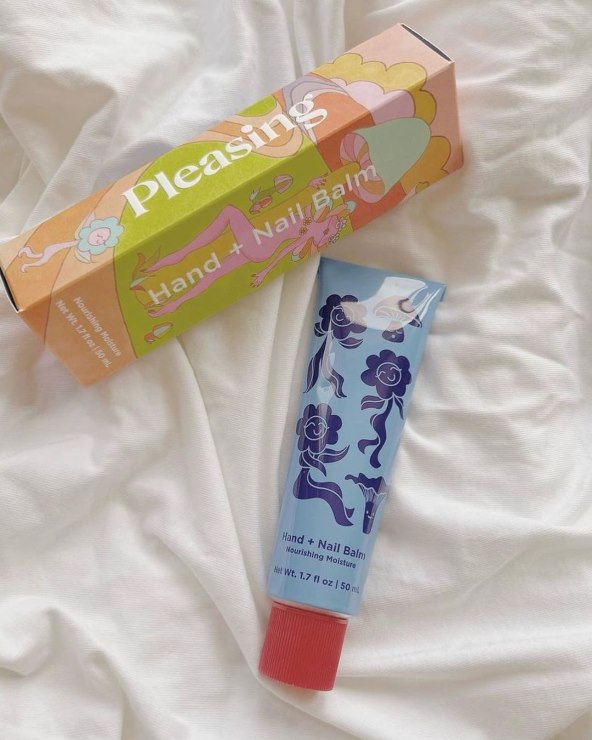 Pleasing
Hand + Nail Balm
Nourishing Moisture
Net Wt. 1.7 fl oz | 50 mL
Hand + Nail Balm
Nourishing Moisture
Net Wt. 1.7 fl oz | 50 mL